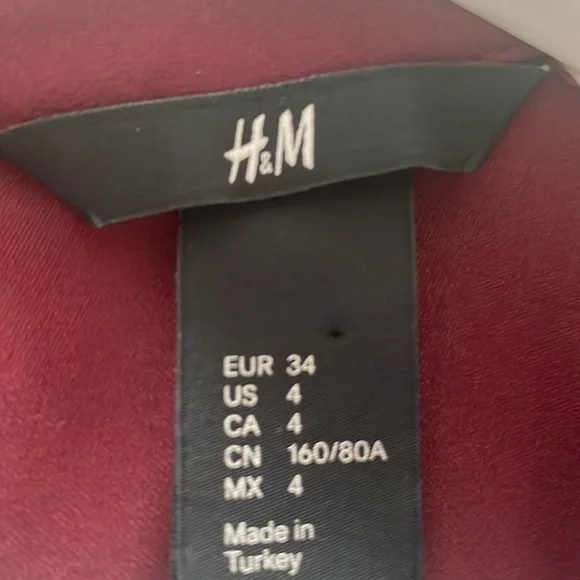 H&M
EUR 34
US 4
CA 4
CN 160/80A
MX 4
Made in
Turkey